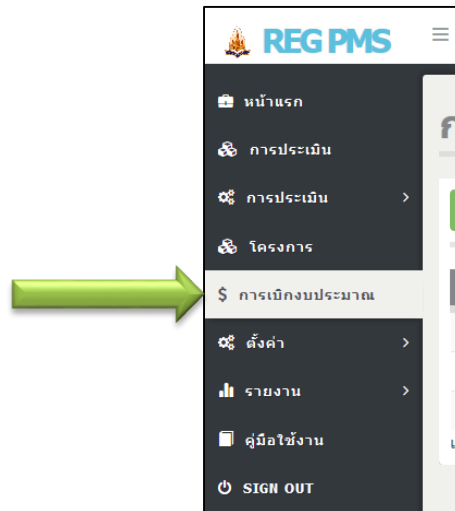 REG PMS
หน้าแรก
การประเมิน
การประเมิน
โครงการ
$ การเบิกงบประมาณ
ตั้งค่า
รายงาน
คู่มือใช้งาน
SIGN OUT